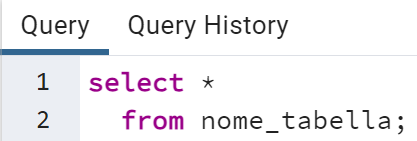 Query Query History
1 select *
2 from nome_tabella;